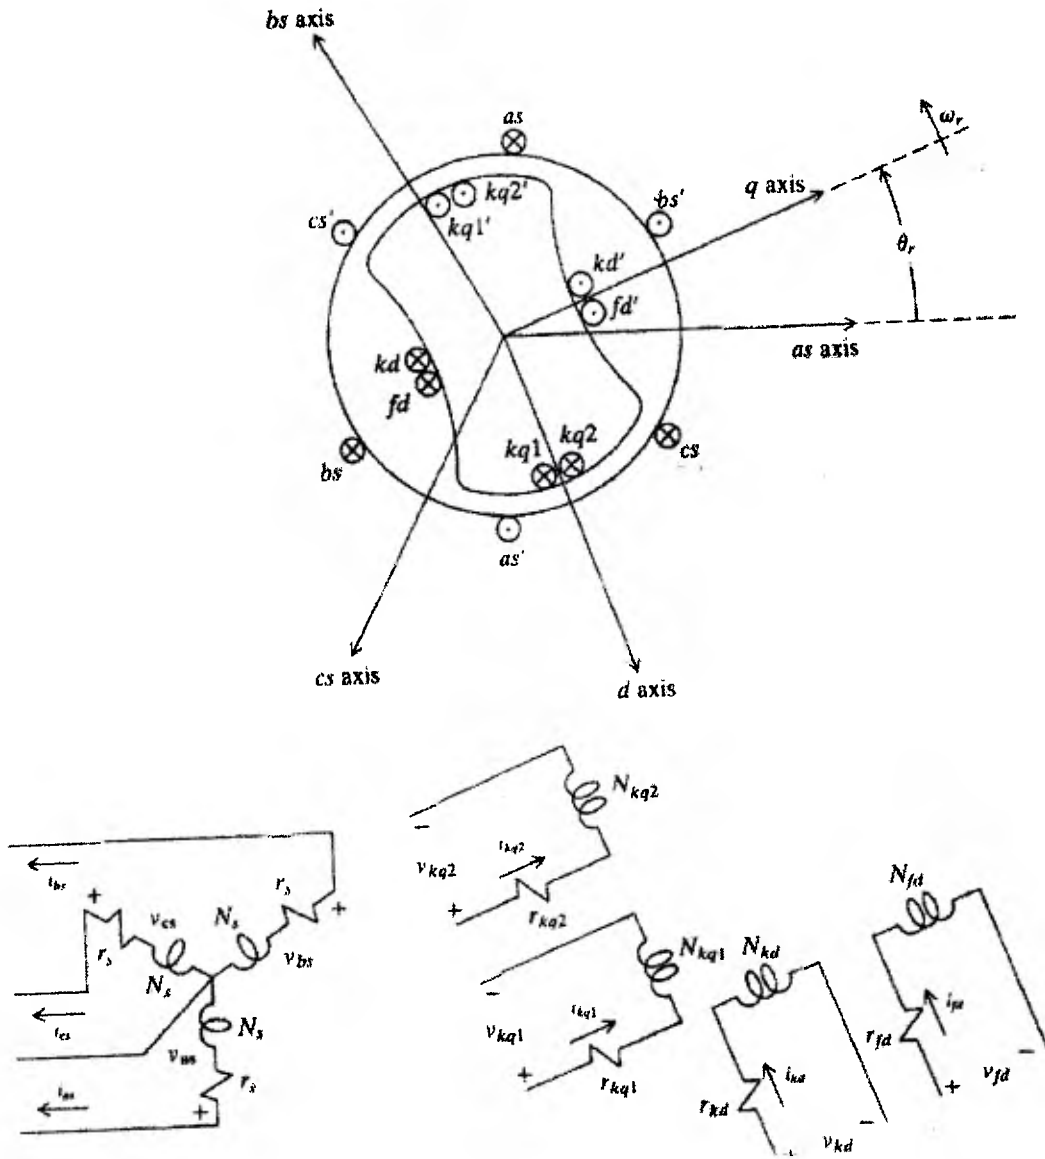 bs axis
as
ω_r
q axis
kq2'
cs'
bs'
kq1'
θ_r
kd'
fd'
as axis
kd
fd
kq1
kq2
bs
cs
as'
cs axis
d axis
N_kq2
i_bs
i_kq2
v_kq2
r_s
N_fd
+
v_cs
N_s
+
r_kq2
r_s
v_bs
N_kq1
N_kd
N_s
i_cs
N_s
v_kq1
i_kq1
i_fd
r_fd
v_as
r_kq1
i_kd
v_fd
r_s
i_as
+
r_kd
v_kd
+